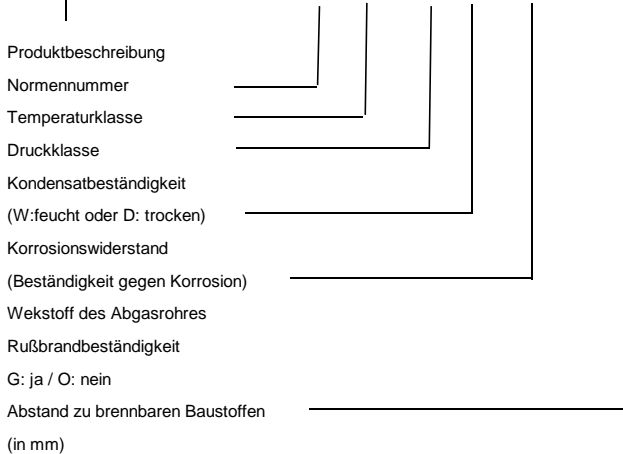 Produktbeschreibung
Normennummer
Temperaturklasse
Druckklasse
Kondensatbeständigkeit
(W:feucht oder D: trocken)
Korrosionswiderstand
(Beständigkeit gegen Korrosion)
Wekstoff des Abgasrohres
Rußbrandbeständigkeit
G: ja / O: nein
Abstand zu brennbaren Baustoffen
(in mm)